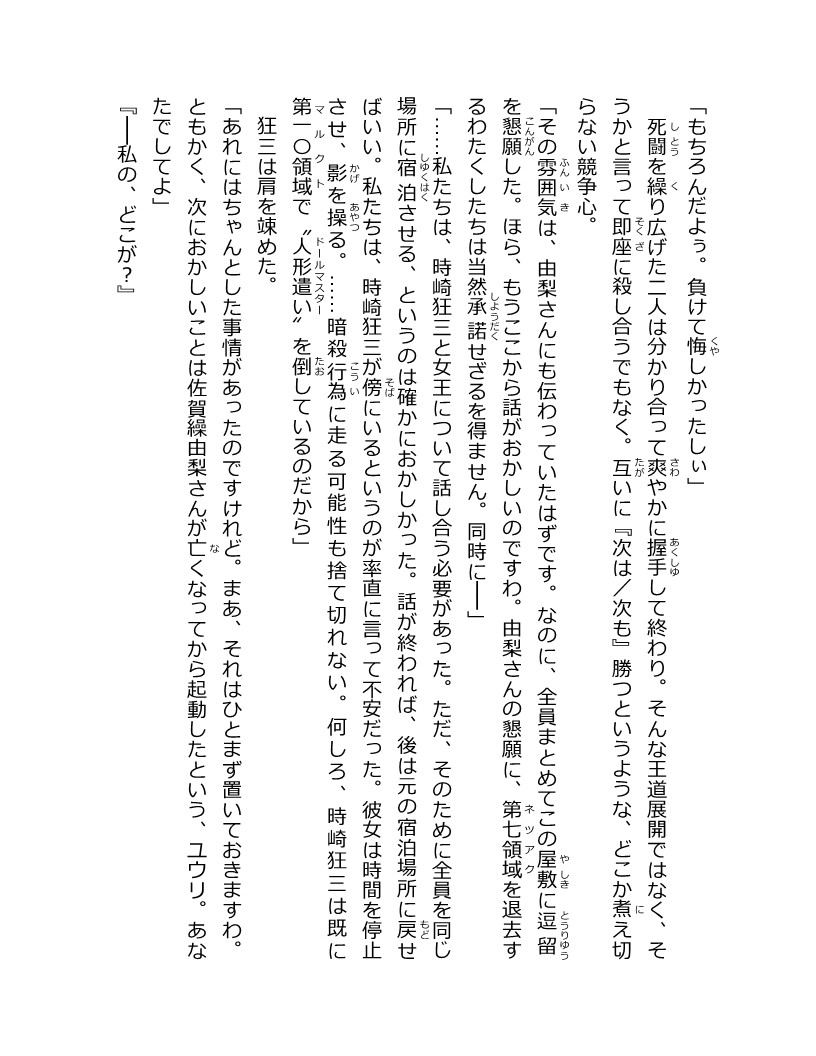 「もちろんだよぅ。負けて悔しかったしぃ」
　死闘を繰り広げた二人は分かり合って爽やかに握手して終わり。そんな王道展開ではなく、そ
うかと言って即座に殺し合うでもなく。互いに『次は／次も』勝つというような、どこか煮え切
らない競争心。
「その雰囲気は、由梨さんにも伝わっていたはずです。なのに、全員まとめてこの屋敷に逗留
を懇願した。ほら、もうここから話がおかしいのですわ。由梨さんの懇願に、第七領域を退去す
るわたくしたちは当然承諾せざるを得ません。同時に――」
「……私たちは、時崎狂三と女王について話し合う必要があった。ただ、そのために全員を同じ
場所に宿泊させる、というのは確かにおかしかった。話が終われば、後は元の宿泊場所に戻せ
ばいい。私たちは、時崎狂三が傍にいるというのが率直に言って不安だった。彼女は時間を停止
させ、影を操る。……暗殺行為に走る可能性も捨て切れない。何しろ、時崎狂三は既に
第一〇領域で〝人形遣い〟を倒しているのだから」
　狂三は肩を竦めた。
「あれにはちゃんとした事情があったのですけれど。まあ、それはひとまず置いておきますわ。
ともかく、次におかしいことは佐賀繰由梨さんが亡くなってから起動したという、ユウリ。あな
たでしてよ」
『――私の、どこが？』